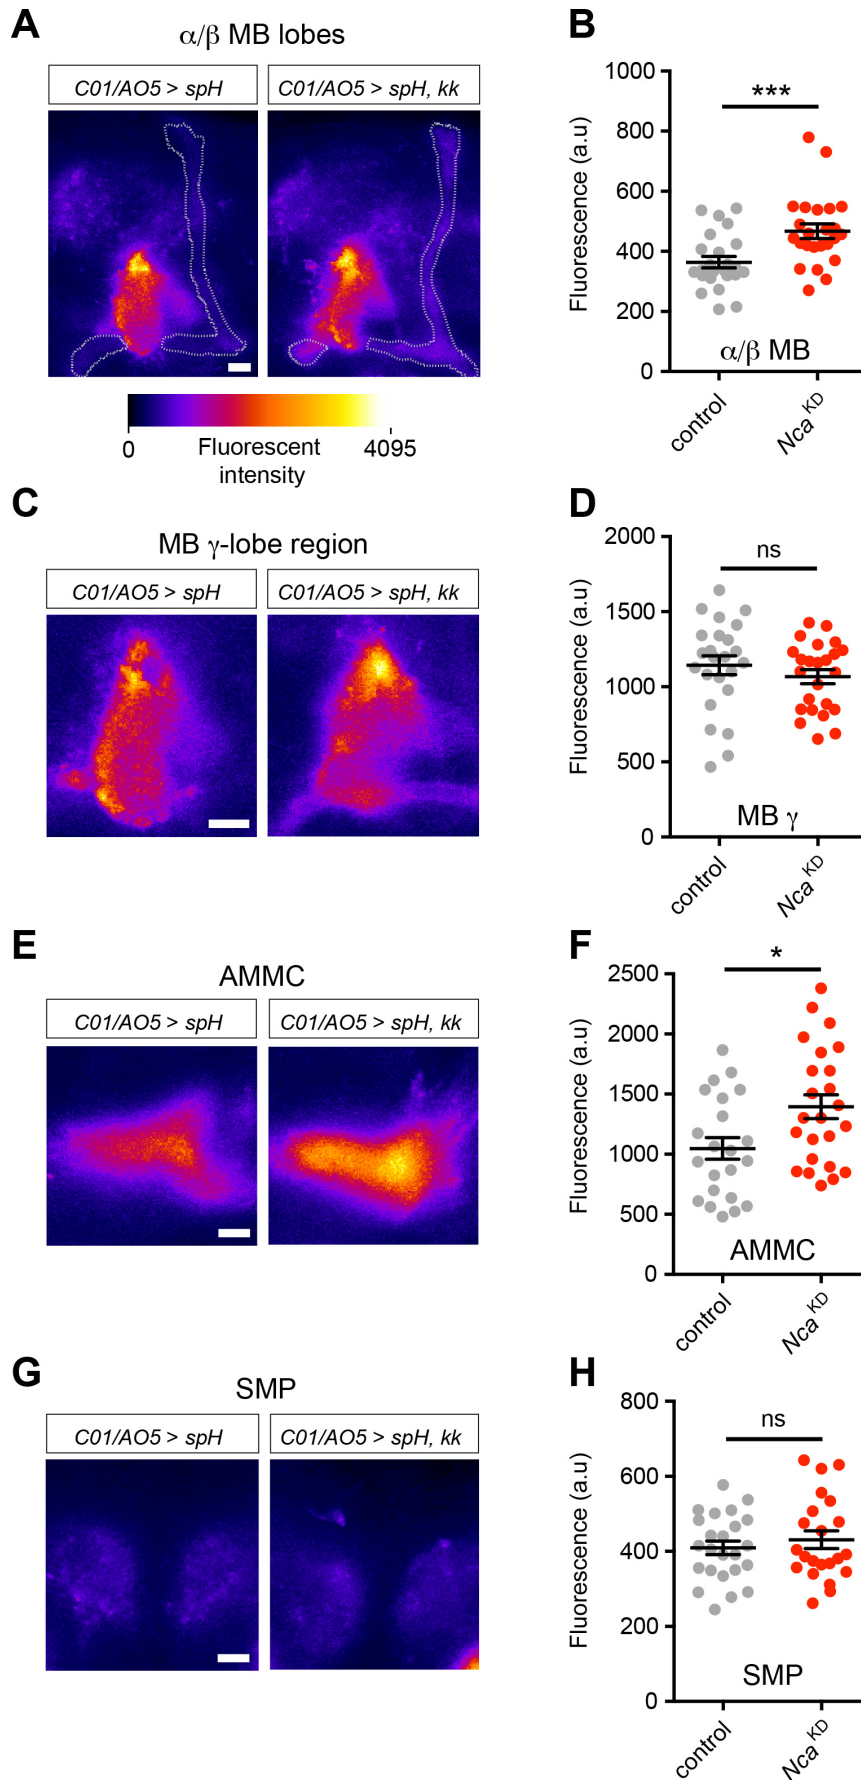 A
α/β MB lobes
C01/AO5 > spH
C01/AO5 > spH, kk
0
Fluorescent
intensity
4095
B
Fluorescence (a.u)
1000
800
600
400
200
0
***
α/β MB
control
Nca KD
C
MB γ-lobe region
C01/AO5 > spH
C01/AO5 > spH, kk
D
Fluorescence (a.u)
2000
1500
1000
500
0
ns
MB γ
control
Nca KD
E
AMMC
C01/AO5 > spH
C01/AO5 > spH, kk
F
Fluorescence (a.u)
2500
2000
1500
1000
500
0
*
AMMC
control
Nca KD
G
SMP
C01/AO5 > spH
C01/AO5 > spH, kk
H
Fluorescence (a.u)
800
600
400
200
0
ns
SMP
control
Nca KD